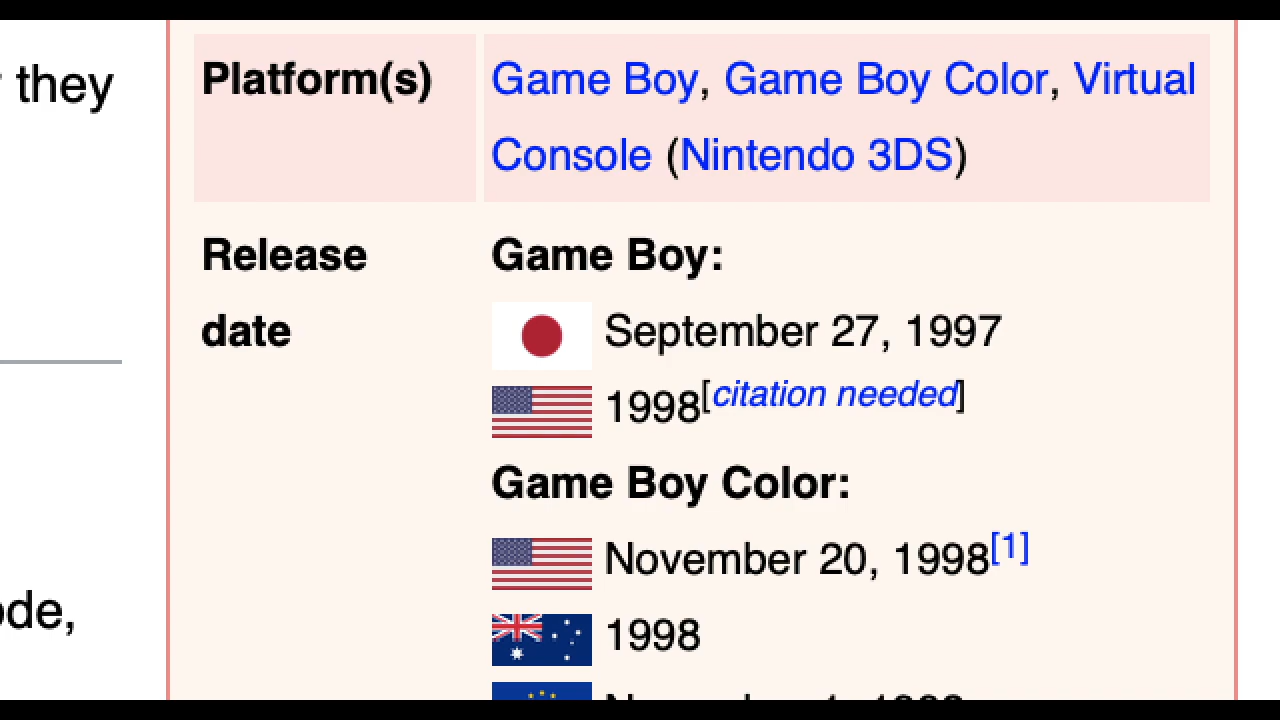 they
Platform(s)
Game Boy, Game Boy Color, Virtual
Console (Nintendo 3DS)
Release
date
Game Boy:
September 27, 1997
1998[citation needed]
Game Boy Color:
November 20, 1998[1]
1998
ode,